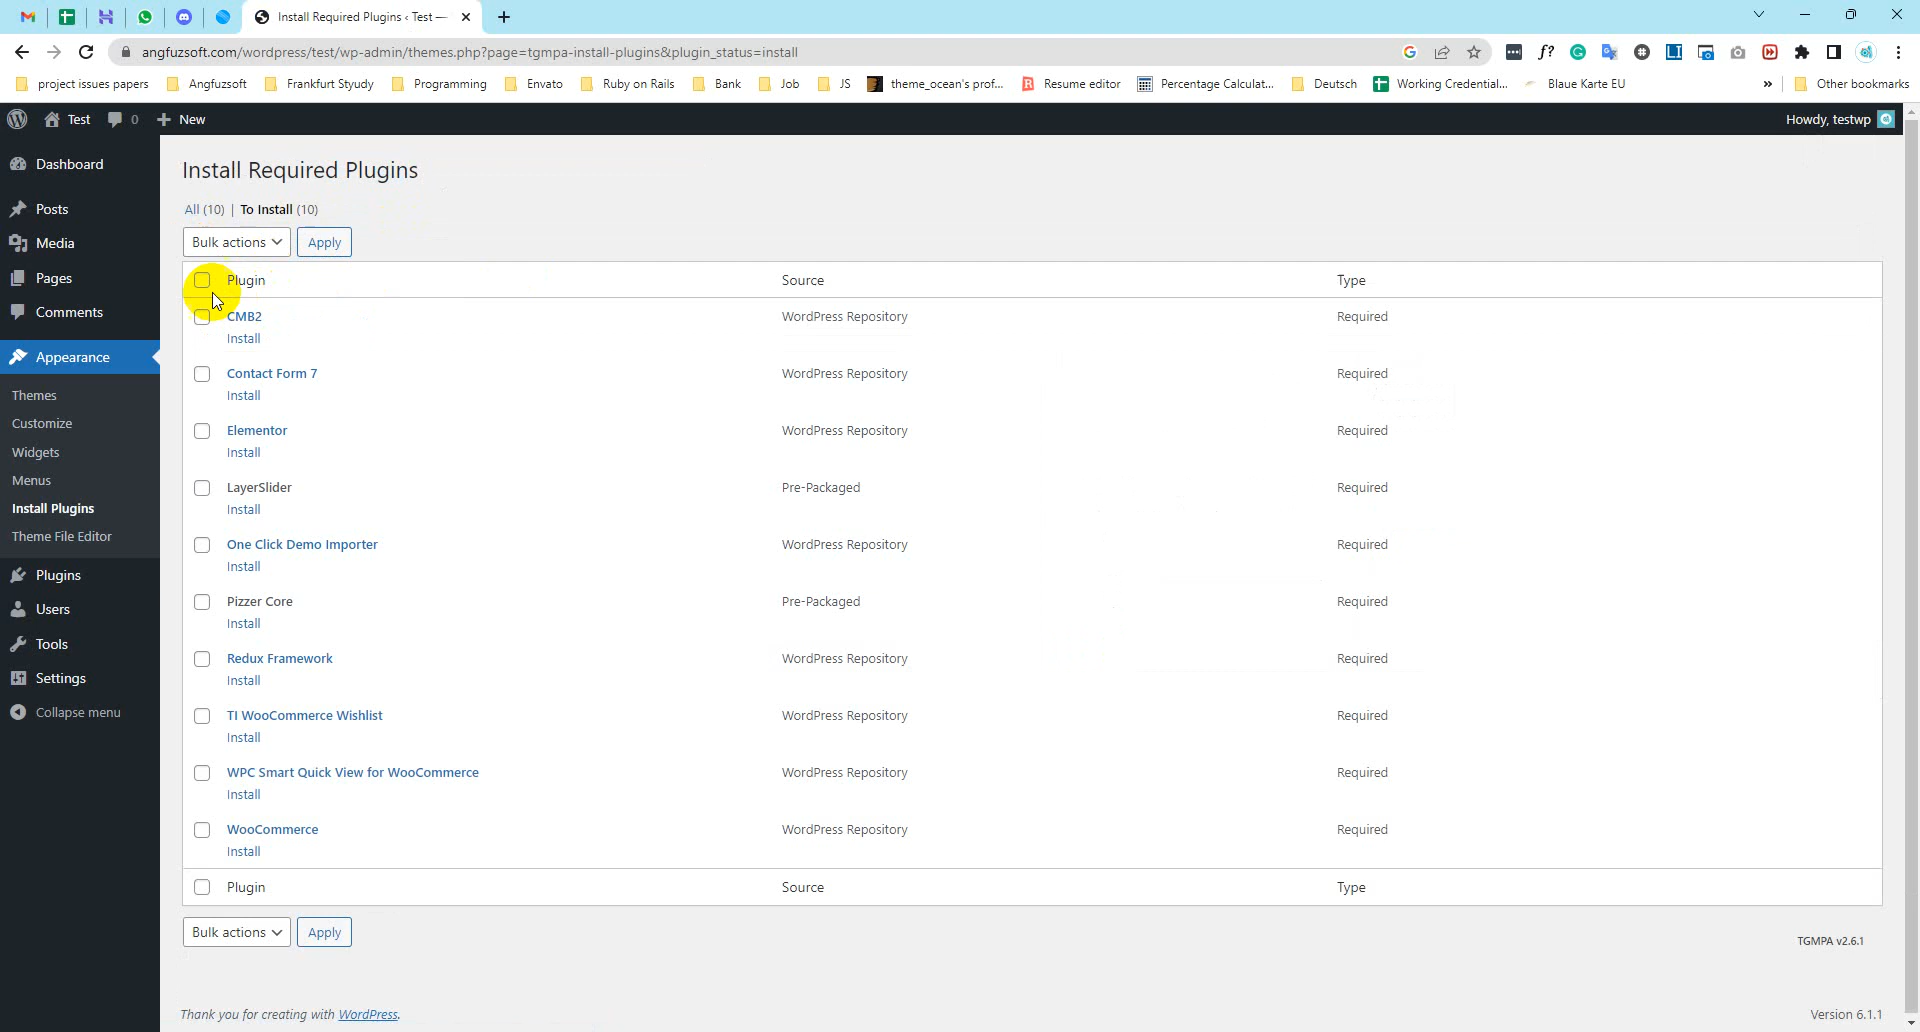 Install Required Plugins ‹ Test —
angfuzsoft.com/wordpress/test/wp-admin/themes.php?page=tgmpa-install-plugins&plugin_status=install
project issues papers Angfuzsoft Frankfurt Styudy Programming Envato Ruby on Rails Bank Job JS theme_ocean's prof... Resume editor Percentage Calculat... Deutsch Working Credential... Blaue Karte EU » Other bookmarks
Test 0 New Howdy, testwp
Dashboard
Posts
Media
Pages
Comments
Appearance
Themes
Customize
Widgets
Menus
Install Plugins
Theme File Editor
Plugins
Users
Tools
Settings
Collapse menu
Install Required Plugins
All (10) | To Install (10)
Bulk actions Apply
Plugin Source Type
CMB2 WordPress Repository Required
Install
Contact Form 7 WordPress Repository Required
Install
Elementor WordPress Repository Required
Install
LayerSlider Pre-Packaged Required
Install
One Click Demo Importer WordPress Repository Required
Install
Pizzer Core Pre-Packaged Required
Install
Redux Framework WordPress Repository Required
Install
TI WooCommerce Wishlist WordPress Repository Required
Install
WPC Smart Quick View for WooCommerce WordPress Repository Required
Install
WooCommerce WordPress Repository Required
Install
Plugin Source Type
Bulk actions Apply
TGMPA v2.6.1
Thank you for creating with WordPress. Version 6.1.1